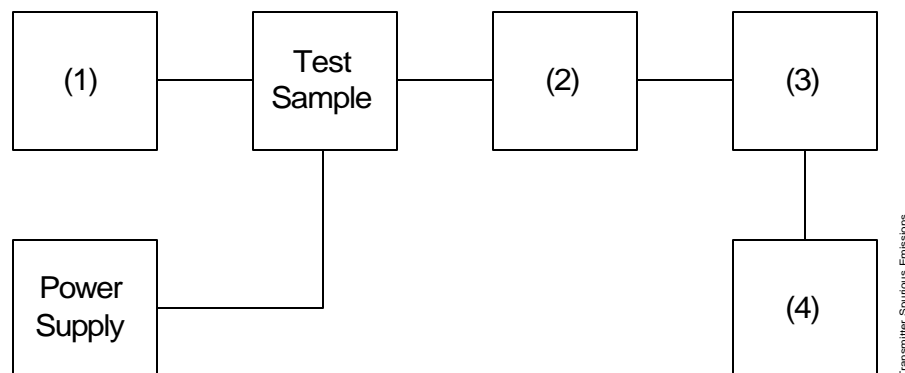 (1)
Test
Sample
(2)
(3)
Power
Supply
(4)
Transmitter Spurious Emissions